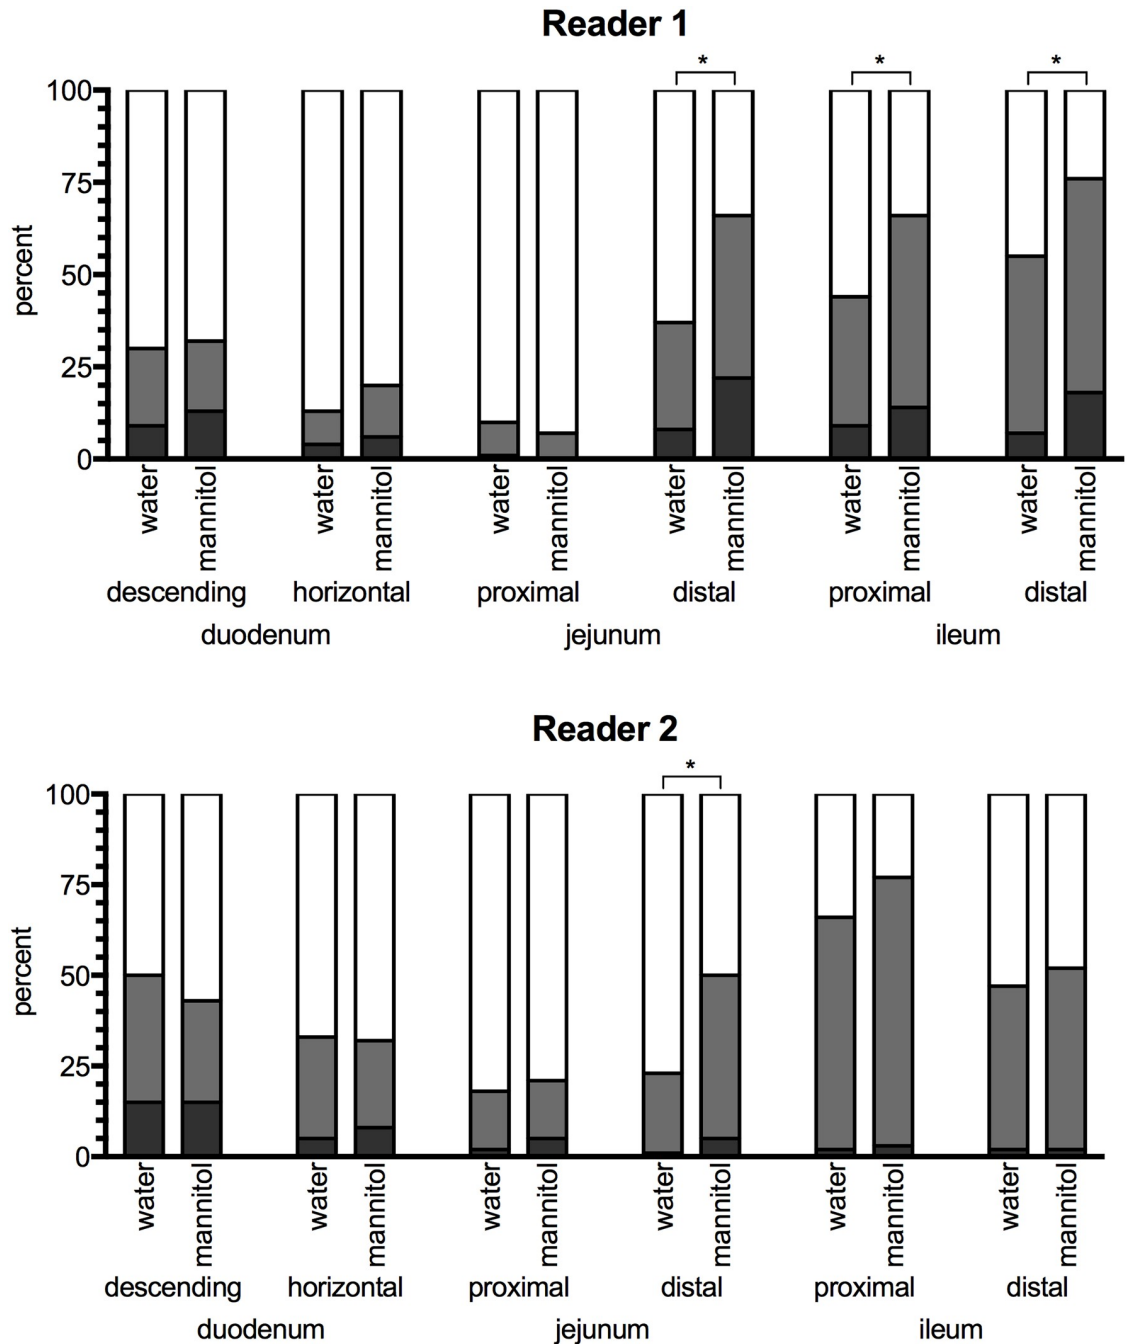 Reader 1
* * *
100
75
50
25
0
percent
water mannitol water mannitol water mannitol water mannitol water mannitol water mannitol
descending horizontal proximal distal proximal distal
duodenum jejunum ileum
Reader 2
*
100
75
50
25
0
percent
water mannitol water mannitol water mannitol water mannitol water mannitol water mannitol
descending horizontal proximal distal proximal distal
duodenum jejunum ileum